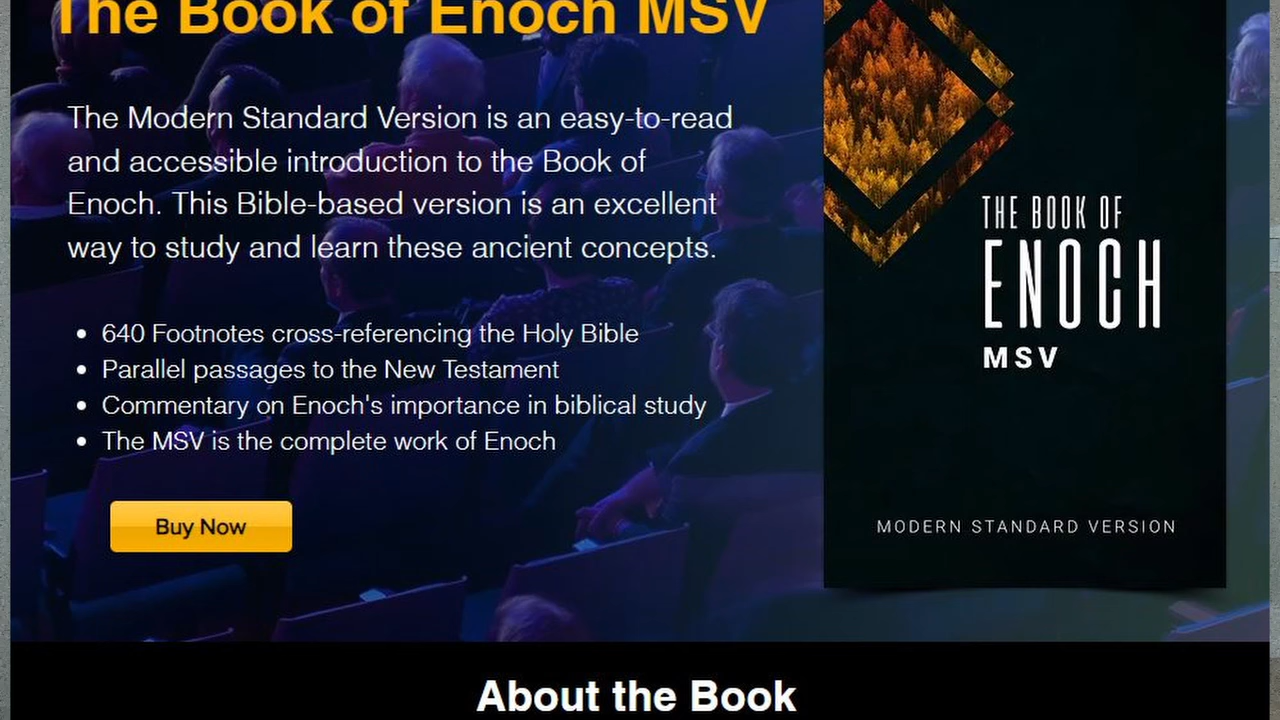 The Book of Enoch MSV
The Modern Standard Version is an easy-to-read
and accessible introduction to the Book of
Enoch. This Bible-based version is an excellent
way to study and learn these ancient concepts.
• 640 Footnotes cross-referencing the Holy Bible
• Parallel passages to the New Testament
• Commentary on Enoch's importance in biblical study
• The MSV is the complete work of Enoch
Buy Now
THE BOOK OF
ENOCH
MSV
MODERN STANDARD VERSION
About the Book